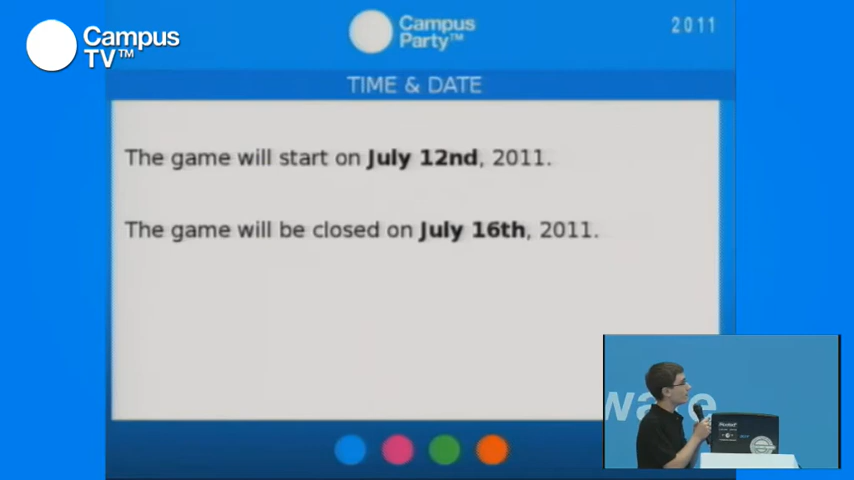 Campus
TV™
Campus
Party™
2011
TIME & DATE
The game will start on July 12nd, 2011.
The game will be closed on July 16th, 2011.
ware